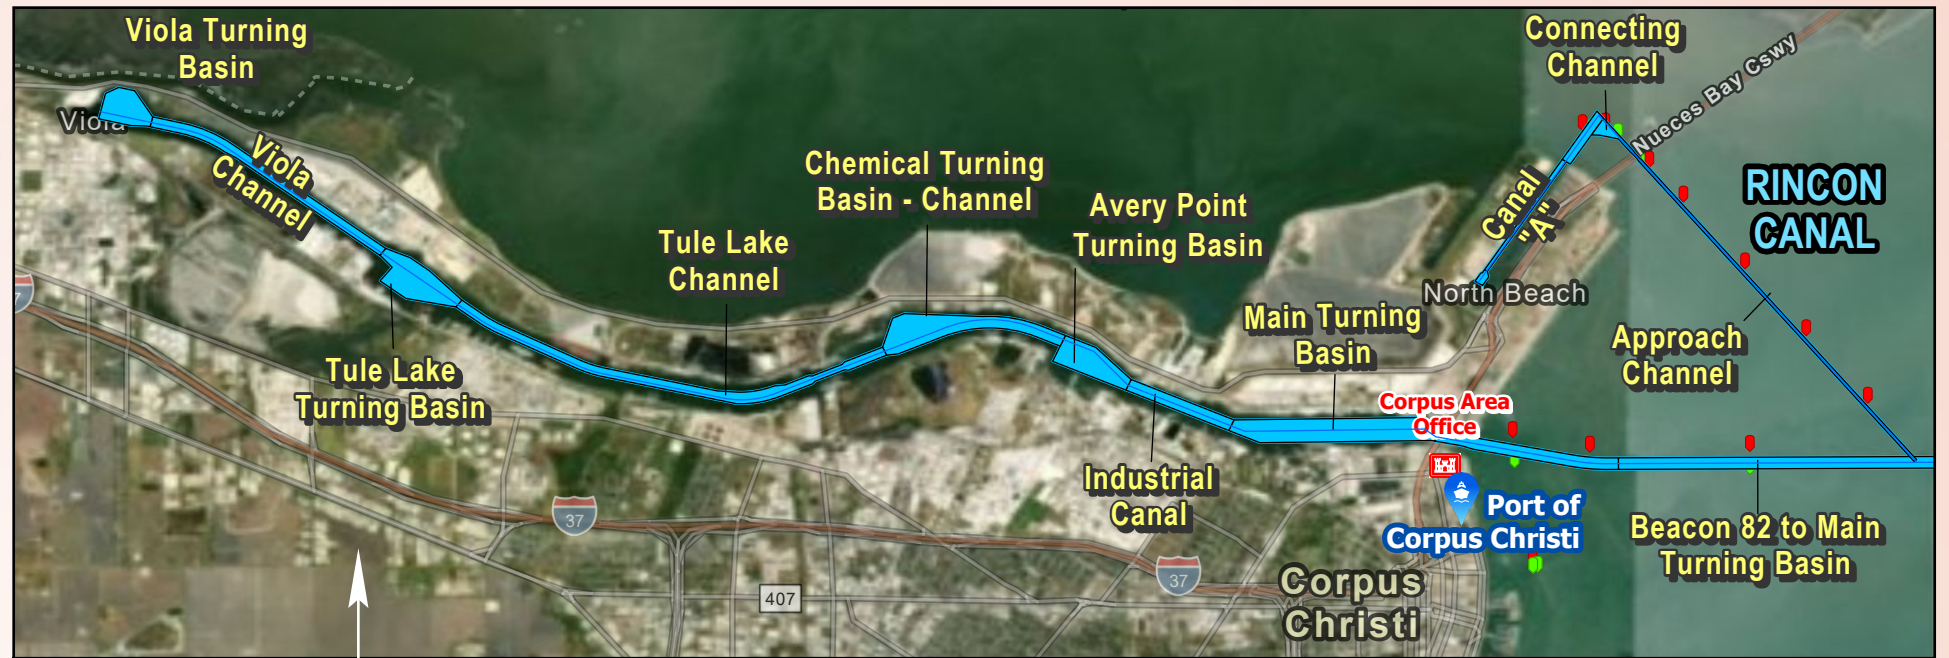 Viola Turning
Basin
Viola
Viola
Channel
Tule Lake
Turning Basin
Tule Lake
Channel
Chemical Turning
Basin - Channel
Avery Point
Turning Basin
Industrial
Canal
Main Turning
Basin
Connecting
Channel
Nueces Bay Cswy
Canal
"A"
North Beach
RINCON
CANAL
Approach
Channel
Corpus Area
Office
Port of
Corpus Christi
Beacon 82 to Main
Turning Basin
Corpus
Christi
7
37
37
407